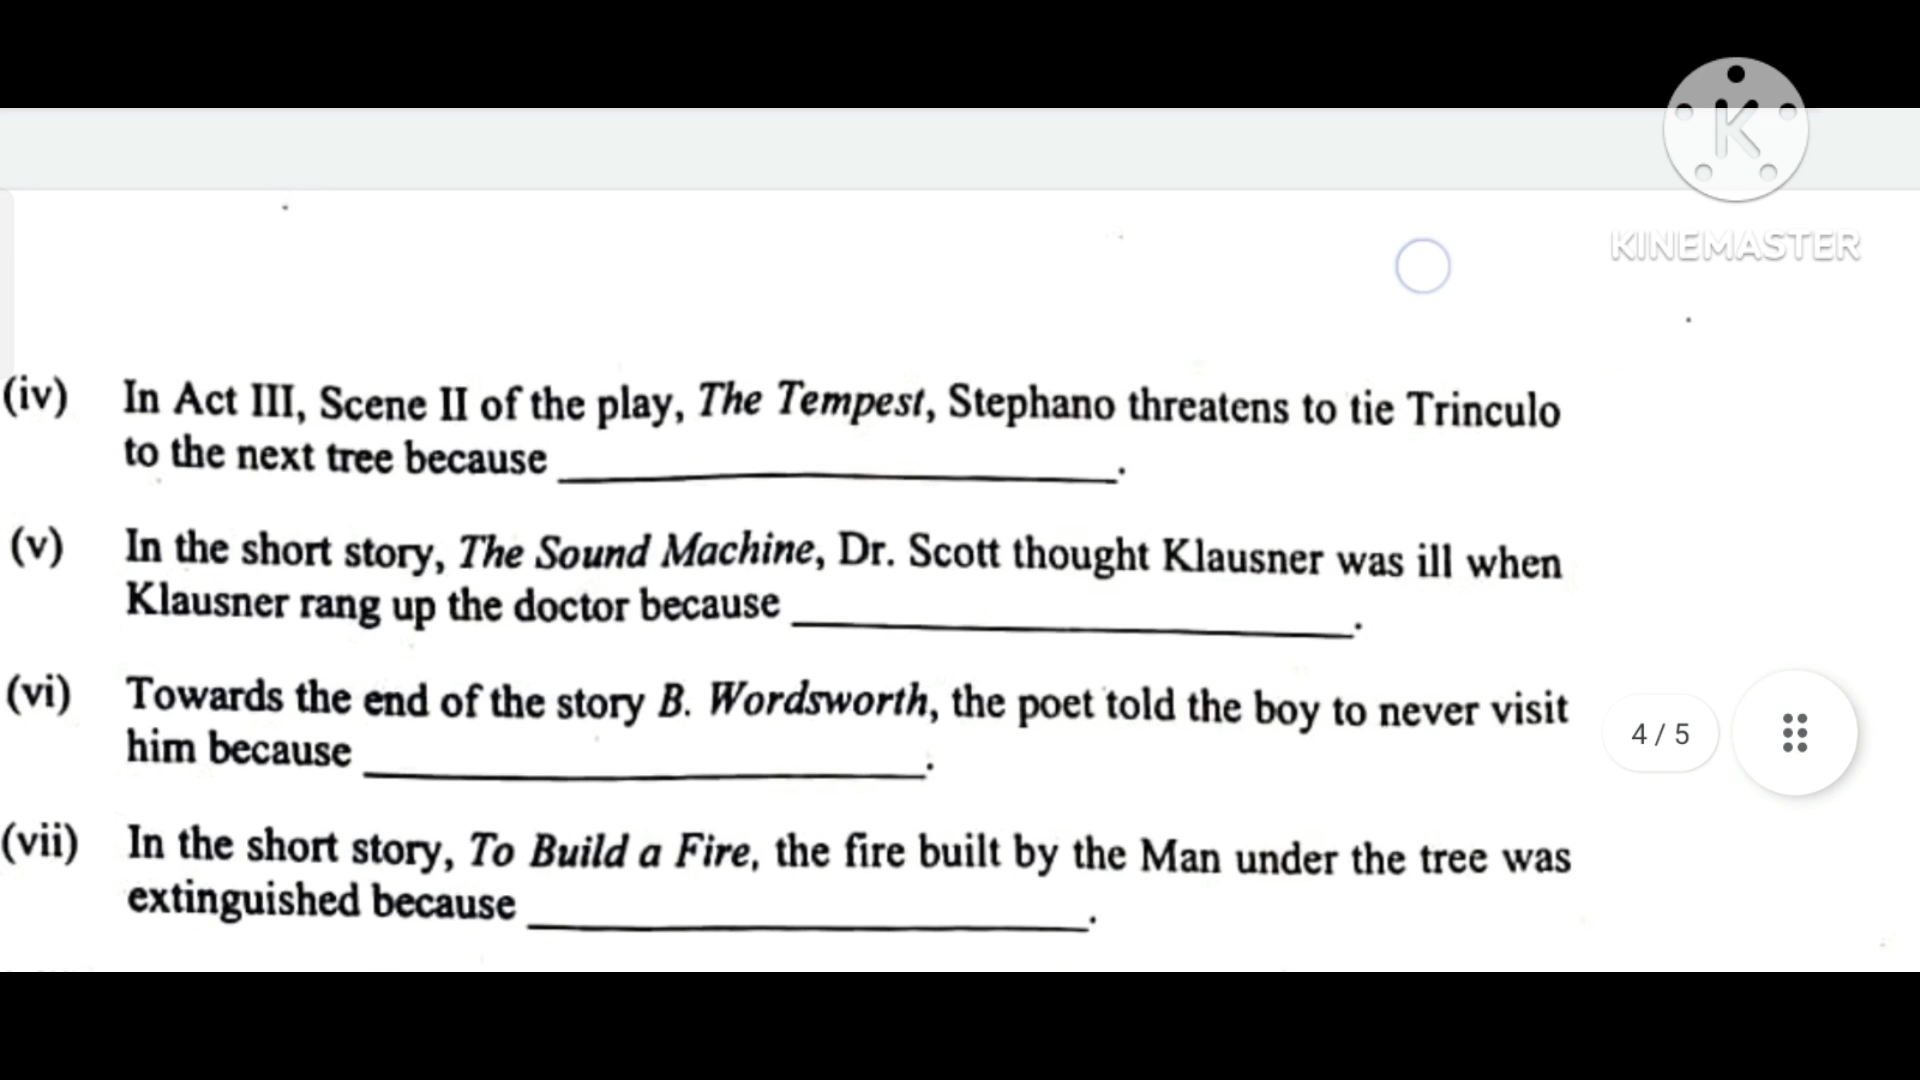 K
KINEMASTER
(iv) In Act III, Scene II of the play, The Tempest, Stephano threatens to tie Trinculo
to the next tree because ____________________.
(v) In the short story, The Sound Machine, Dr. Scott thought Klausner was ill when
Klausner rang up the doctor because ____________________.
(vi) Towards the end of the story B. Wordsworth, the poet told the boy to never visit
him because ____________________.
4 / 5
(vii) In the short story, To Build a Fire, the fire built by the Man under the tree was
extinguished because ____________________.